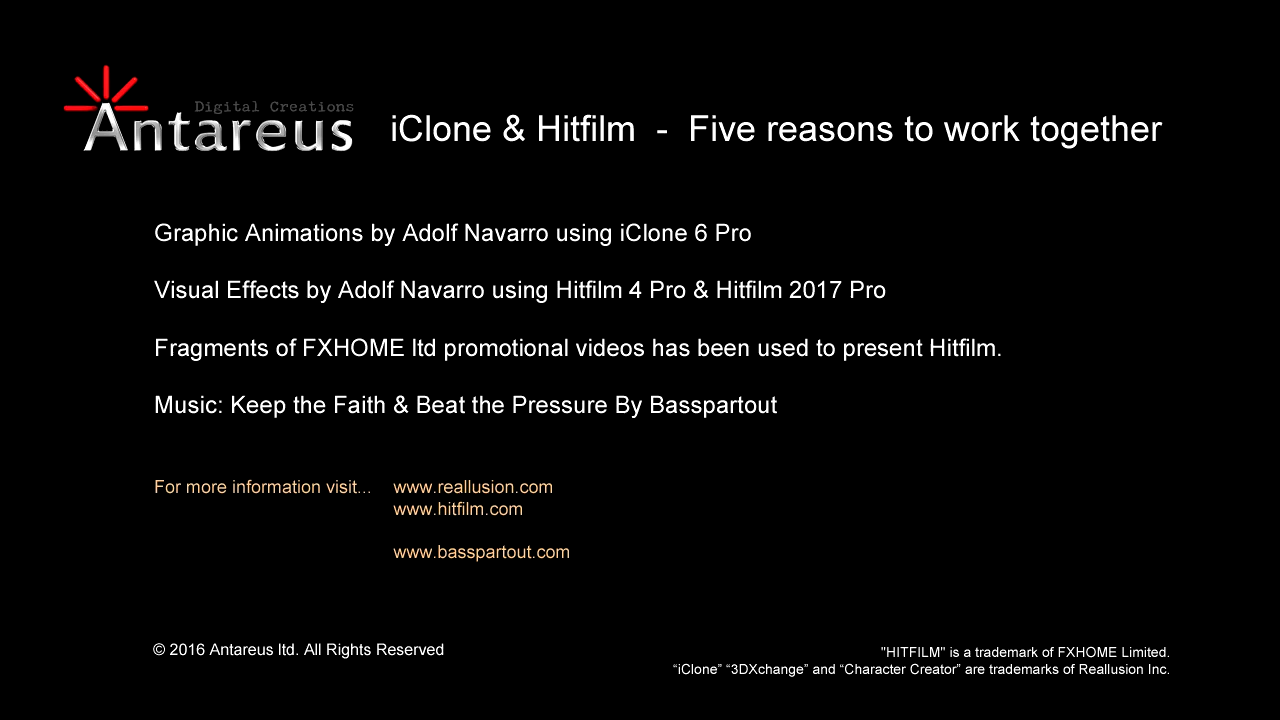 Digital Creations
Antareus
iClone & Hitfilm - Five reasons to work together
Graphic Animations by Adolf Navarro using iClone 6 Pro
Visual Effects by Adolf Navarro using Hitfilm 4 Pro & Hitfilm 2017 Pro
Fragments of FXHOME ltd promotional videos has been used to present Hitfilm.
Music: Keep the Faith & Beat the Pressure By Basspartout
For more information visit... www.reallusion.com
www.hitfilm.com
www.basspartout.com
© 2016 Antareus ltd. All Rights Reserved
"HITFILM" is a trademark of FXHOME Limited.
“iClone” “3DXchange” and “Character Creator” are trademarks of Reallusion Inc.